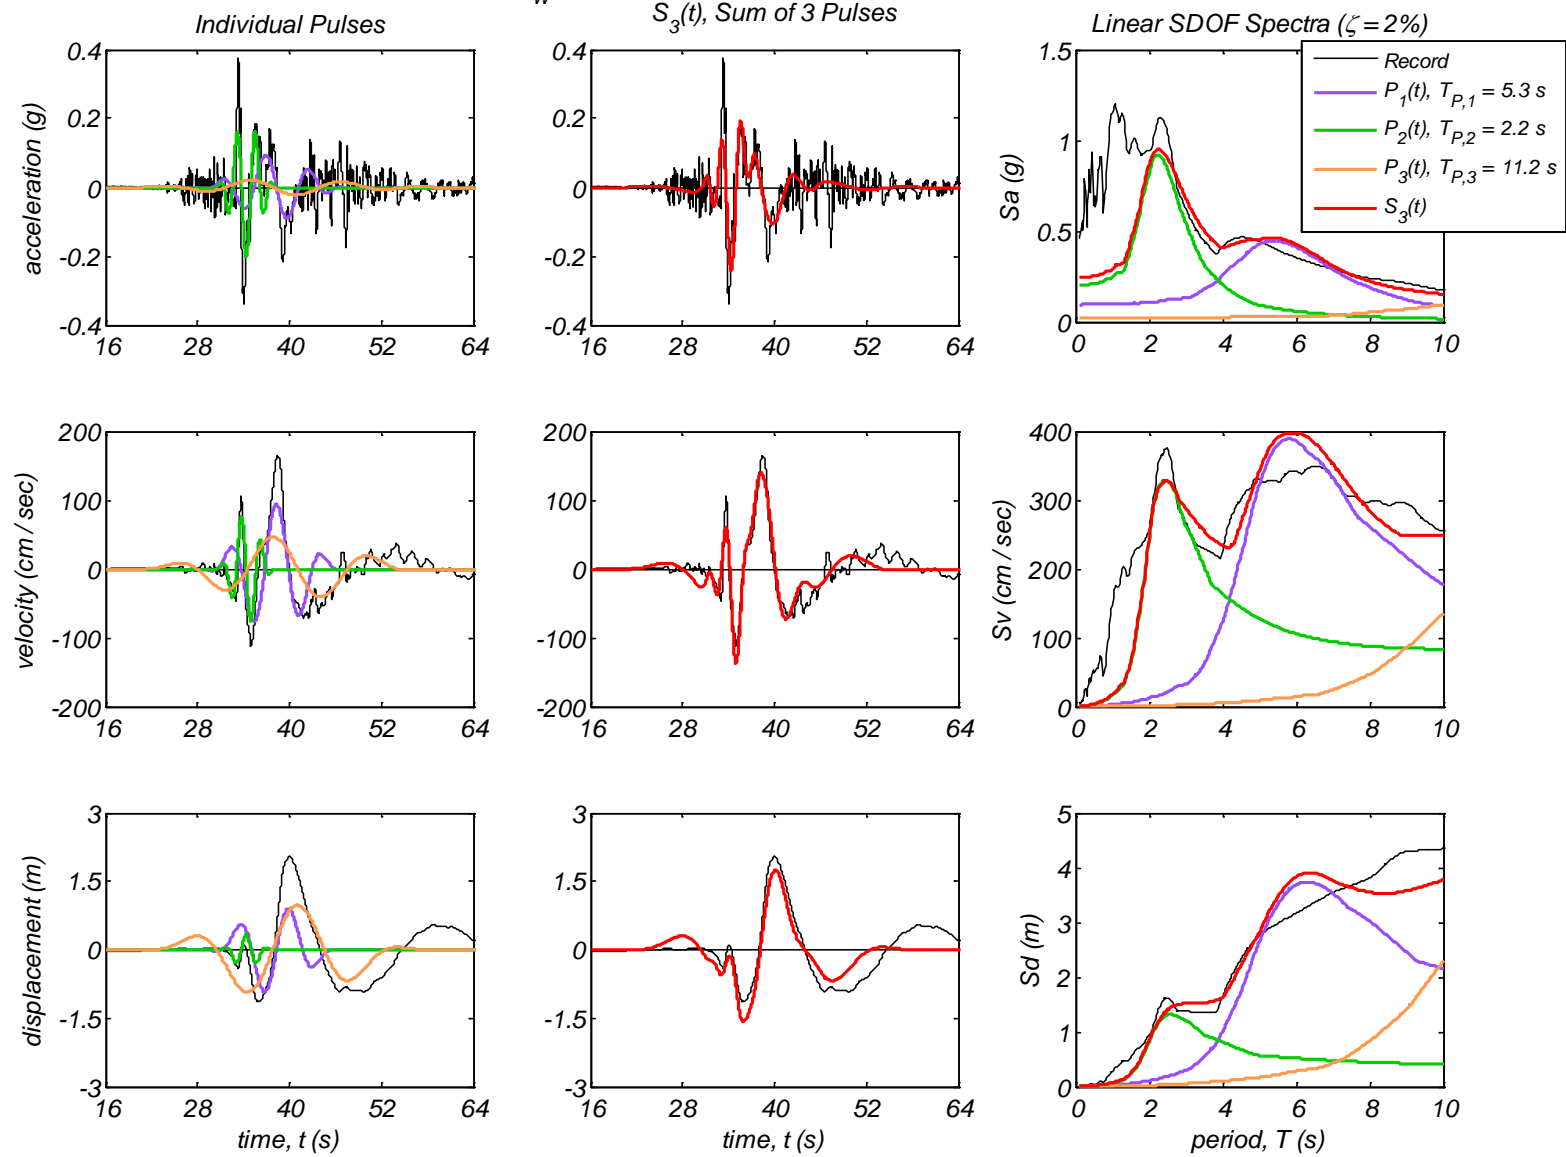 w
Individual Pulses
S3(t), Sum of 3 Pulses
Linear SDOF Spectra (ζ = 2%)
Record
P1(t), TP,1 = 5.3 s
P2(t), TP,2 = 2.2 s
P3(t), TP,3 = 11.2 s
S3(t)
acceleration (g)
0.4
0.2
0
-0.2
-0.4
16 28 40 52 64
0.4
0.2
0
-0.2
-0.4
16 28 40 52 64
Sa (g)
1.5
1
0.5
0
0 2 4 6 8 10
velocity (cm / sec)
200
100
0
-100
-200
16 28 40 52 64
200
100
0
-100
-200
16 28 40 52 64
Sv (cm / sec)
400
300
200
100
0
0 2 4 6 8 10
displacement (m)
3
1.5
0
-1.5
-3
16 28 40 52 64
time, t (s)
3
1.5
0
-1.5
-3
16 28 40 52 64
time, t (s)
Sd (m)
5
4
3
2
1
0
0 2 4 6 8 10
period, T (s)